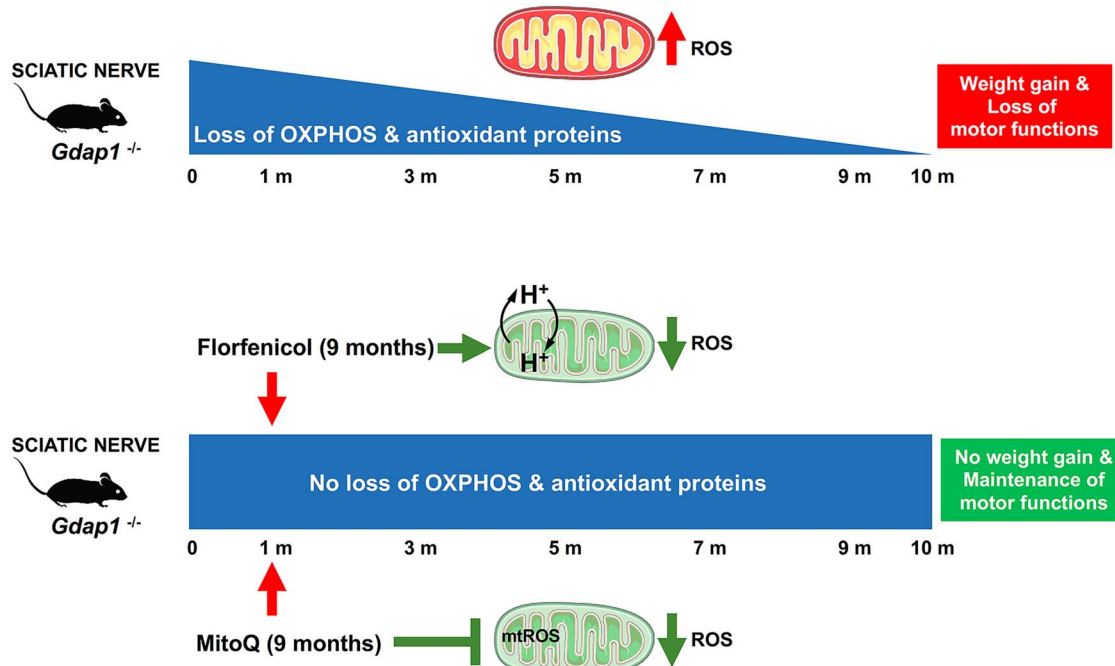 ROS
SCIATIC NERVE
Gdap1 -/-
Loss of OXPHOS & antioxidant proteins
Weight gain &
Loss of
motor functions
0 1 m 3 m 5 m 7 m 9 m 10 m
H+
Florfenicol (9 months)
H+
ROS
SCIATIC NERVE
Gdap1 -/-
No loss of OXPHOS & antioxidant proteins
No weight gain &
Maintenance of
motor functions
0 1 m 3 m 5 m 7 m 9 m 10 m
MitoQ (9 months)
mtROS
ROS